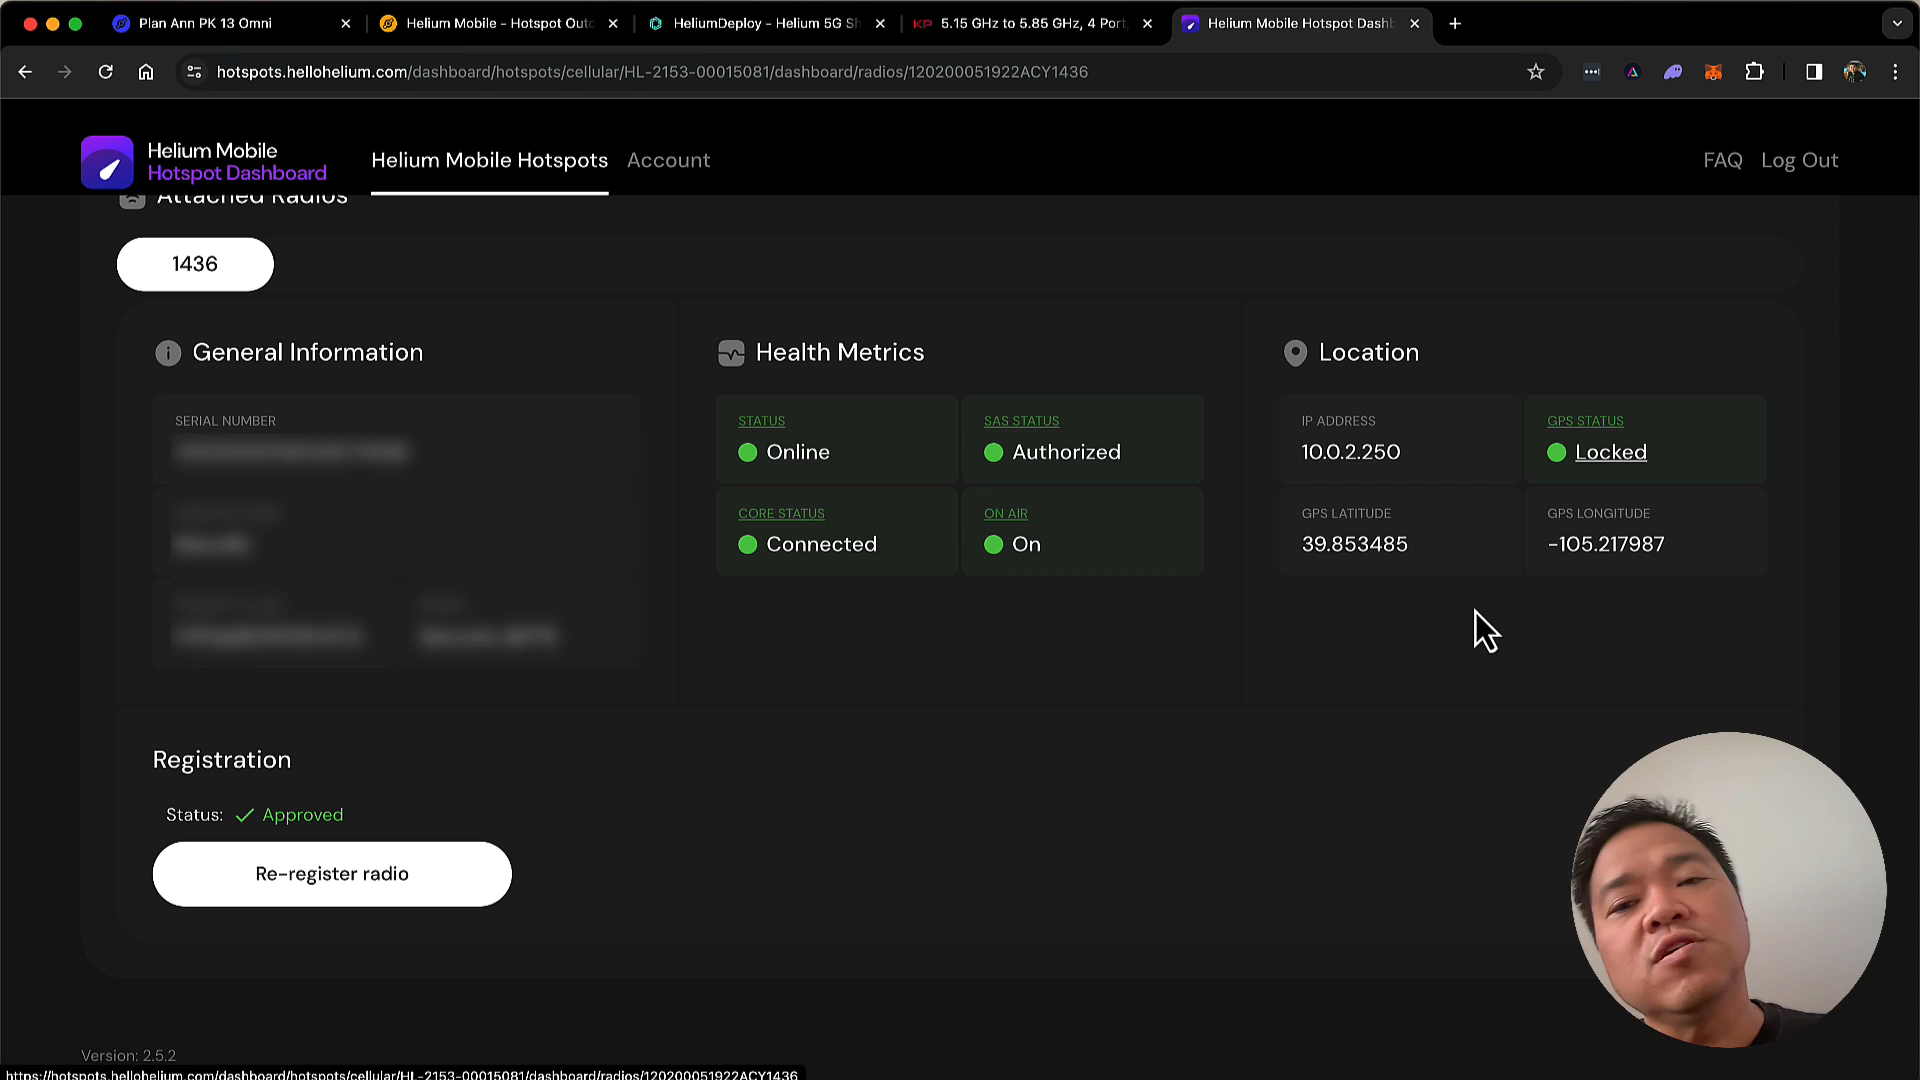 Plan Ann PK 13 Omni
Helium Mobile - Hotspot Outd
HeliumDeploy - Helium 5G Sh
KP 5.15 GHz to 5.85 GHz, 4 Port,
Helium Mobile Hotspot Dashb
hotspots.hellohelium.com/dashboard/hotspots/cellular/HL-2153-00015081/dashboard/radios/120200051922ACY1436
Helium Mobile
Hotspot Dashboard
Helium Mobile Hotspots
Account
FAQ
Log Out
Attached Radios
1436
General Information
SERIAL NUMBER
Health Metrics
STATUS
Online
SAS STATUS
Authorized
CORE STATUS
Connected
ON AIR
On
Location
IP ADDRESS
10.0.2.250
GPS STATUS
Locked
GPS LATITUDE
39.853485
GPS LONGITUDE
-105.217987
Registration
Status: Approved
Re-register radio
Version: 2.5.2
https://hotspots.hellohelium.com/dashboard/hotspots/cellular/HL-2153-00015081/dashboard/radios/120200051922ACY1436